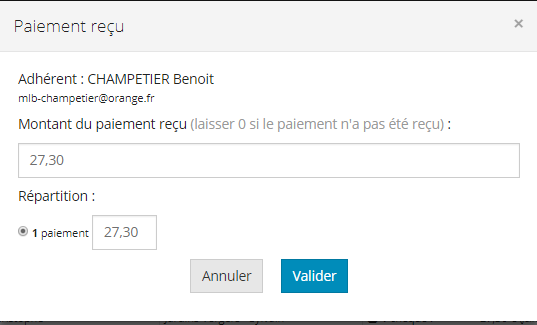 Paiement reçu ×
Adhérent : CHAMPETIER Benoit
mlb-champetier@orange.fr
Montant du paiement reçu (laisser 0 si le paiement n'a pas été reçu) :
27,30
Répartition :
1 paiement 27,30
Annuler Valider